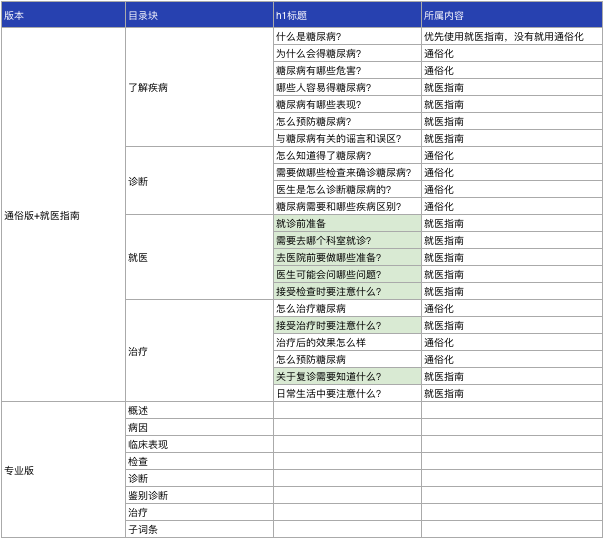 版本 目录块 h1标题 所属内容
什么是糖尿病? 优先使用就医指南，没有就用通俗化
为什么会得糖尿病? 通俗化
糖尿病有哪些危害? 通俗化
了解疾病 哪些人容易得糖尿病? 就医指南
糖尿病有哪些表现? 就医指南
怎么预防糖尿病? 就医指南
与糖尿病有关的谣言和误区? 就医指南
怎么知道得了糖尿病? 通俗化
需要做哪些检查来确诊糖尿病? 通俗化
诊断
医生是怎么诊断糖尿病的? 通俗化
糖尿病需要和哪些疾病区别? 通俗化
通俗版+就医指南
就诊前准备 就医指南
需要去哪个科室就诊? 就医指南
就医 去医院前要做哪些准备? 就医指南
医生可能会问哪些问题? 就医指南
接受检查时要注意什么? 就医指南
怎么治疗糖尿病 通俗化
接受治疗时要注意什么? 就医指南
治疗后的效果怎么样 通俗化
治疗
怎么预防糖尿病 通俗化
关于复诊需要知道什么? 就医指南
日常生活中要注意什么? 就医指南
概述
病因
临床表现
检查
专业版
诊断
鉴别诊断
治疗
子词条